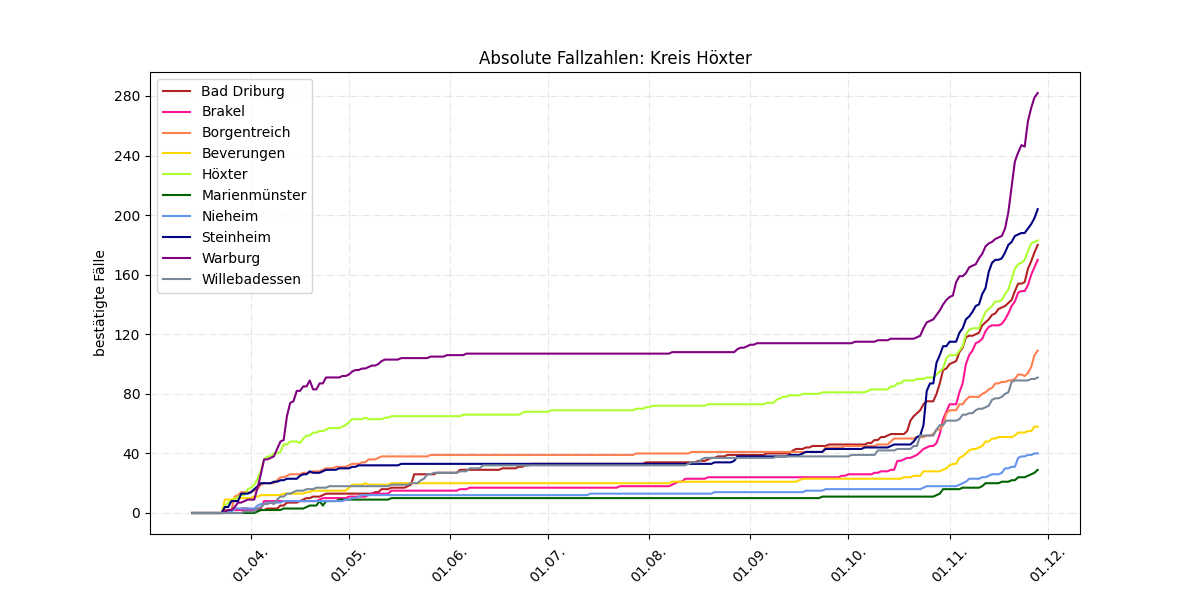 Absolute Fallzahlen: Kreis Höxter
bestätigte Fälle
280
240
200
160
120
80
40
0
Bad Driburg
Brakel
Borgentreich
Beverungen
Höxter
Marienmünster
Nieheim
Steinheim
Warburg
Willebadessen
01.04.
01.05.
01.06.
01.07.
01.08.
01.09.
01.10.
01.11.
01.12.